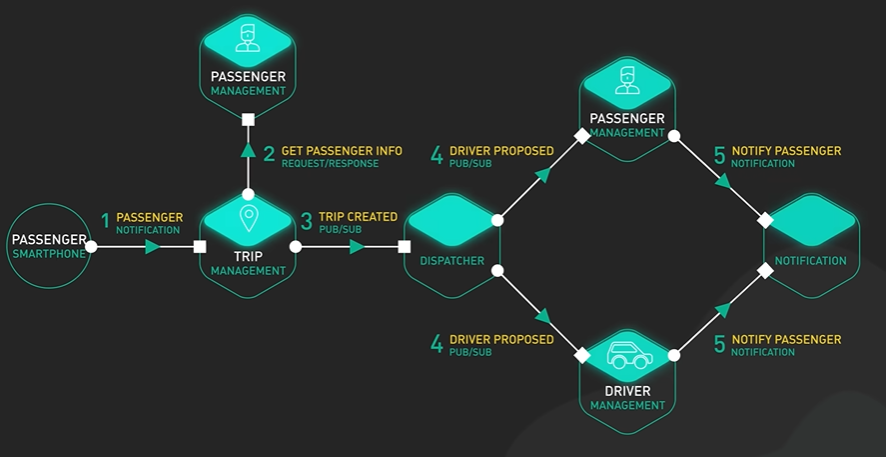 PASSENGER
MANAGEMENT
PASSENGER
MANAGEMENT
2 GET PASSENGER INFO
REQUEST/RESPONSE
4 DRIVER PROPOSED
PUB/SUB
5 NOTIFY PASSENGER
NOTIFICATION
PASSENGER
SMARTPHONE
1 PASSENGER
NOTIFICATION
TRIP
MANAGEMENT
3 TRIP CREATED
PUB/SUB
DISPATCHER
NOTIFICATION
4 DRIVER PROPOSED
PUB/SUB
5 NOTIFY PASSENGER
NOTIFICATION
DRIVER
MANAGEMENT